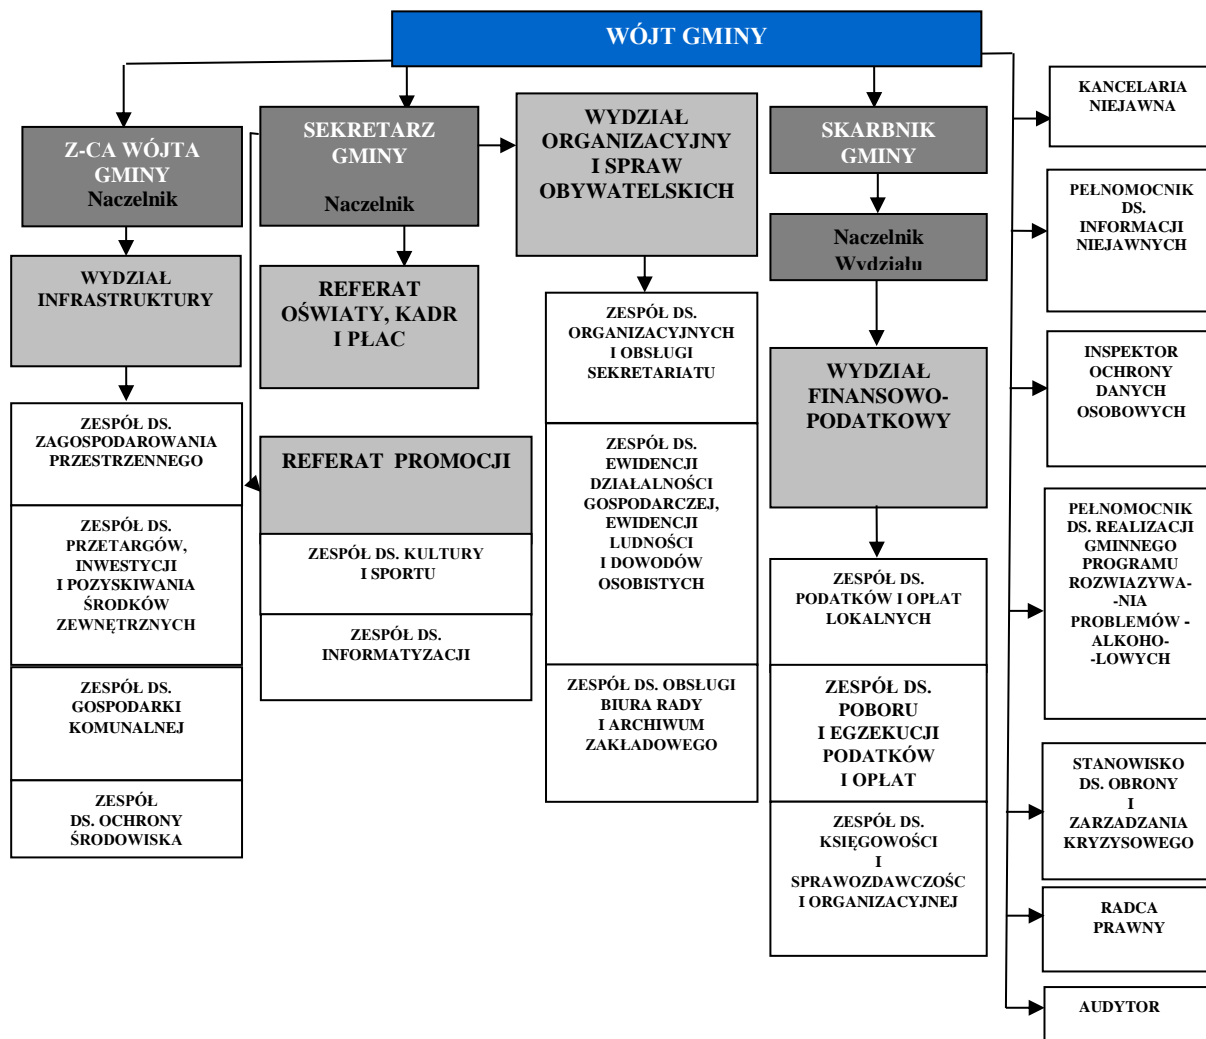 WÓJT GMINY
Z-CA WÓJTA
GMINY
Naczelnik
WYDZIAŁ
INFRASTRUKTURY
ZESPÓŁ DS.
ZAGOSPODAROWANIA
PRZESTRZENNEGO
ZESPÓŁ DS.
PRZETARGÓW,
INWESTYCJI
I POZYSKIWANIA
ŚRODKÓW
ZEWNĘTRZNYCH
ZESPÓŁ DS.
GOSPODARKI
KOMUNALNEJ
ZESPÓŁ
DS. OCHRONY
ŚRODOWISKA
SEKRETARZ
GMINY
Naczelnik
REFERAT
OŚWIATY, KADR
I PŁAC
REFERAT PROMOCJI
ZESPÓŁ DS. KULTURY
I SPORTU
ZESPÓŁ DS.
INFORMATYZACJI
WYDZIAŁ
ORGANIZACYJNY
I SPRAW
OBYWATELSKICH
ZESPÓŁ DS.
ORGANIZACYJNYCH
I OBSŁUGI
SEKRETARIATU
ZESPÓŁ DS.
EWIDENCJI
DZIAŁALNOŚCI
GOSPODARCZEJ,
EWIDENCJI
LUDNOŚCI
I DOWODÓW
OSOBISTYCH
ZESPÓŁ DS. OBSŁUGI
BIURA RADY
I ARCHIWUM
ZAKŁADOWEGO
SKARBNIK
GMINY
Naczelnik
Wydziału
WYDZIAŁ
FINANSOWO-
PODATKOWY
ZESPÓŁ DS.
PODATKÓW I OPŁAT
LOKALNYCH
ZESPÓŁ DS.
POBORU
I EGZEKUCJI
PODATKÓW
I OPŁAT
ZESPÓŁ DS.
KSIĘGOWOŚCI
I
SPRAWOZDAWCZOŚC
I ORGANIZACYJNEJ
KANCELARIA
NIEJAWNA
PEŁNOMOCNIK
DS.
INFORMACJI
NIEJAWNYCH
INSPEKTOR
OCHRONY
DANYCH
OSOBOWYCH
PEŁNOMOCNIK
DS. REALIZACJI
GMINNEGO
PROGRAMU
ROZWIAZYWA-
-NIA
PROBLEMÓW -
ALKOHO-
-LOWYCH
STANOWISKO
DS. OBRONY
I
ZARZADZANIA
KRYZYSOWEGO
RADCA
PRAWNY
AUDYTOR